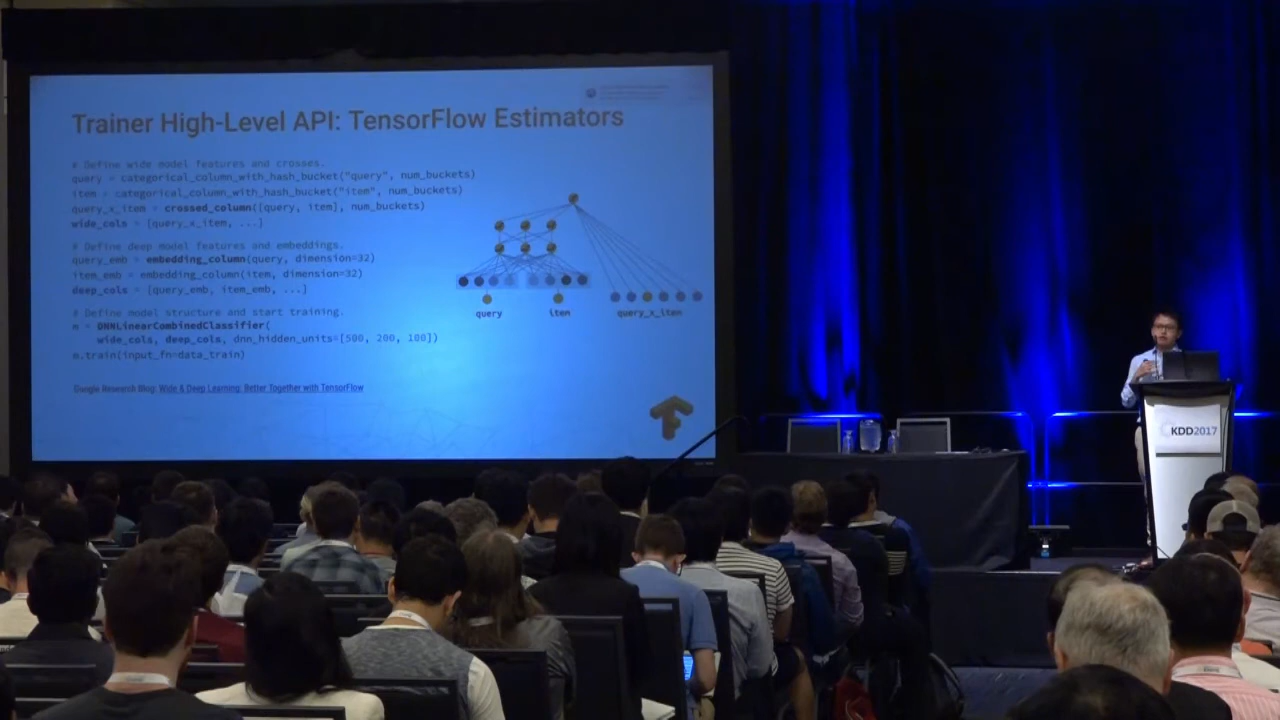 Trainer High-Level API: TensorFlow Estimators
# Define wide model features and crosses.
query = categorical_column_with_hash_bucket("query", num_buckets)
item = categorical_column_with_hash_bucket("item", num_buckets)
query_x_item = crossed_column([query, item], num_buckets)
wide_cols = [query_x_item, ...]
# Define deep model features and embeddings.
query_emb = embedding_column(query, dimension=32)
item_emb = embedding_column(item, dimension=32)
deep_cols = [query_emb, item_emb, ...]
# Define model structure and start training.
m = DNNLinearCombinedClassifier(
wide_cols, deep_cols, dnn_hidden_units=[500, 200, 100])
m.train(input_fn=data_train)
Google Research Blog: Wide & Deep Learning: Better Together with TensorFlow
query item query_x_item
KDD2017